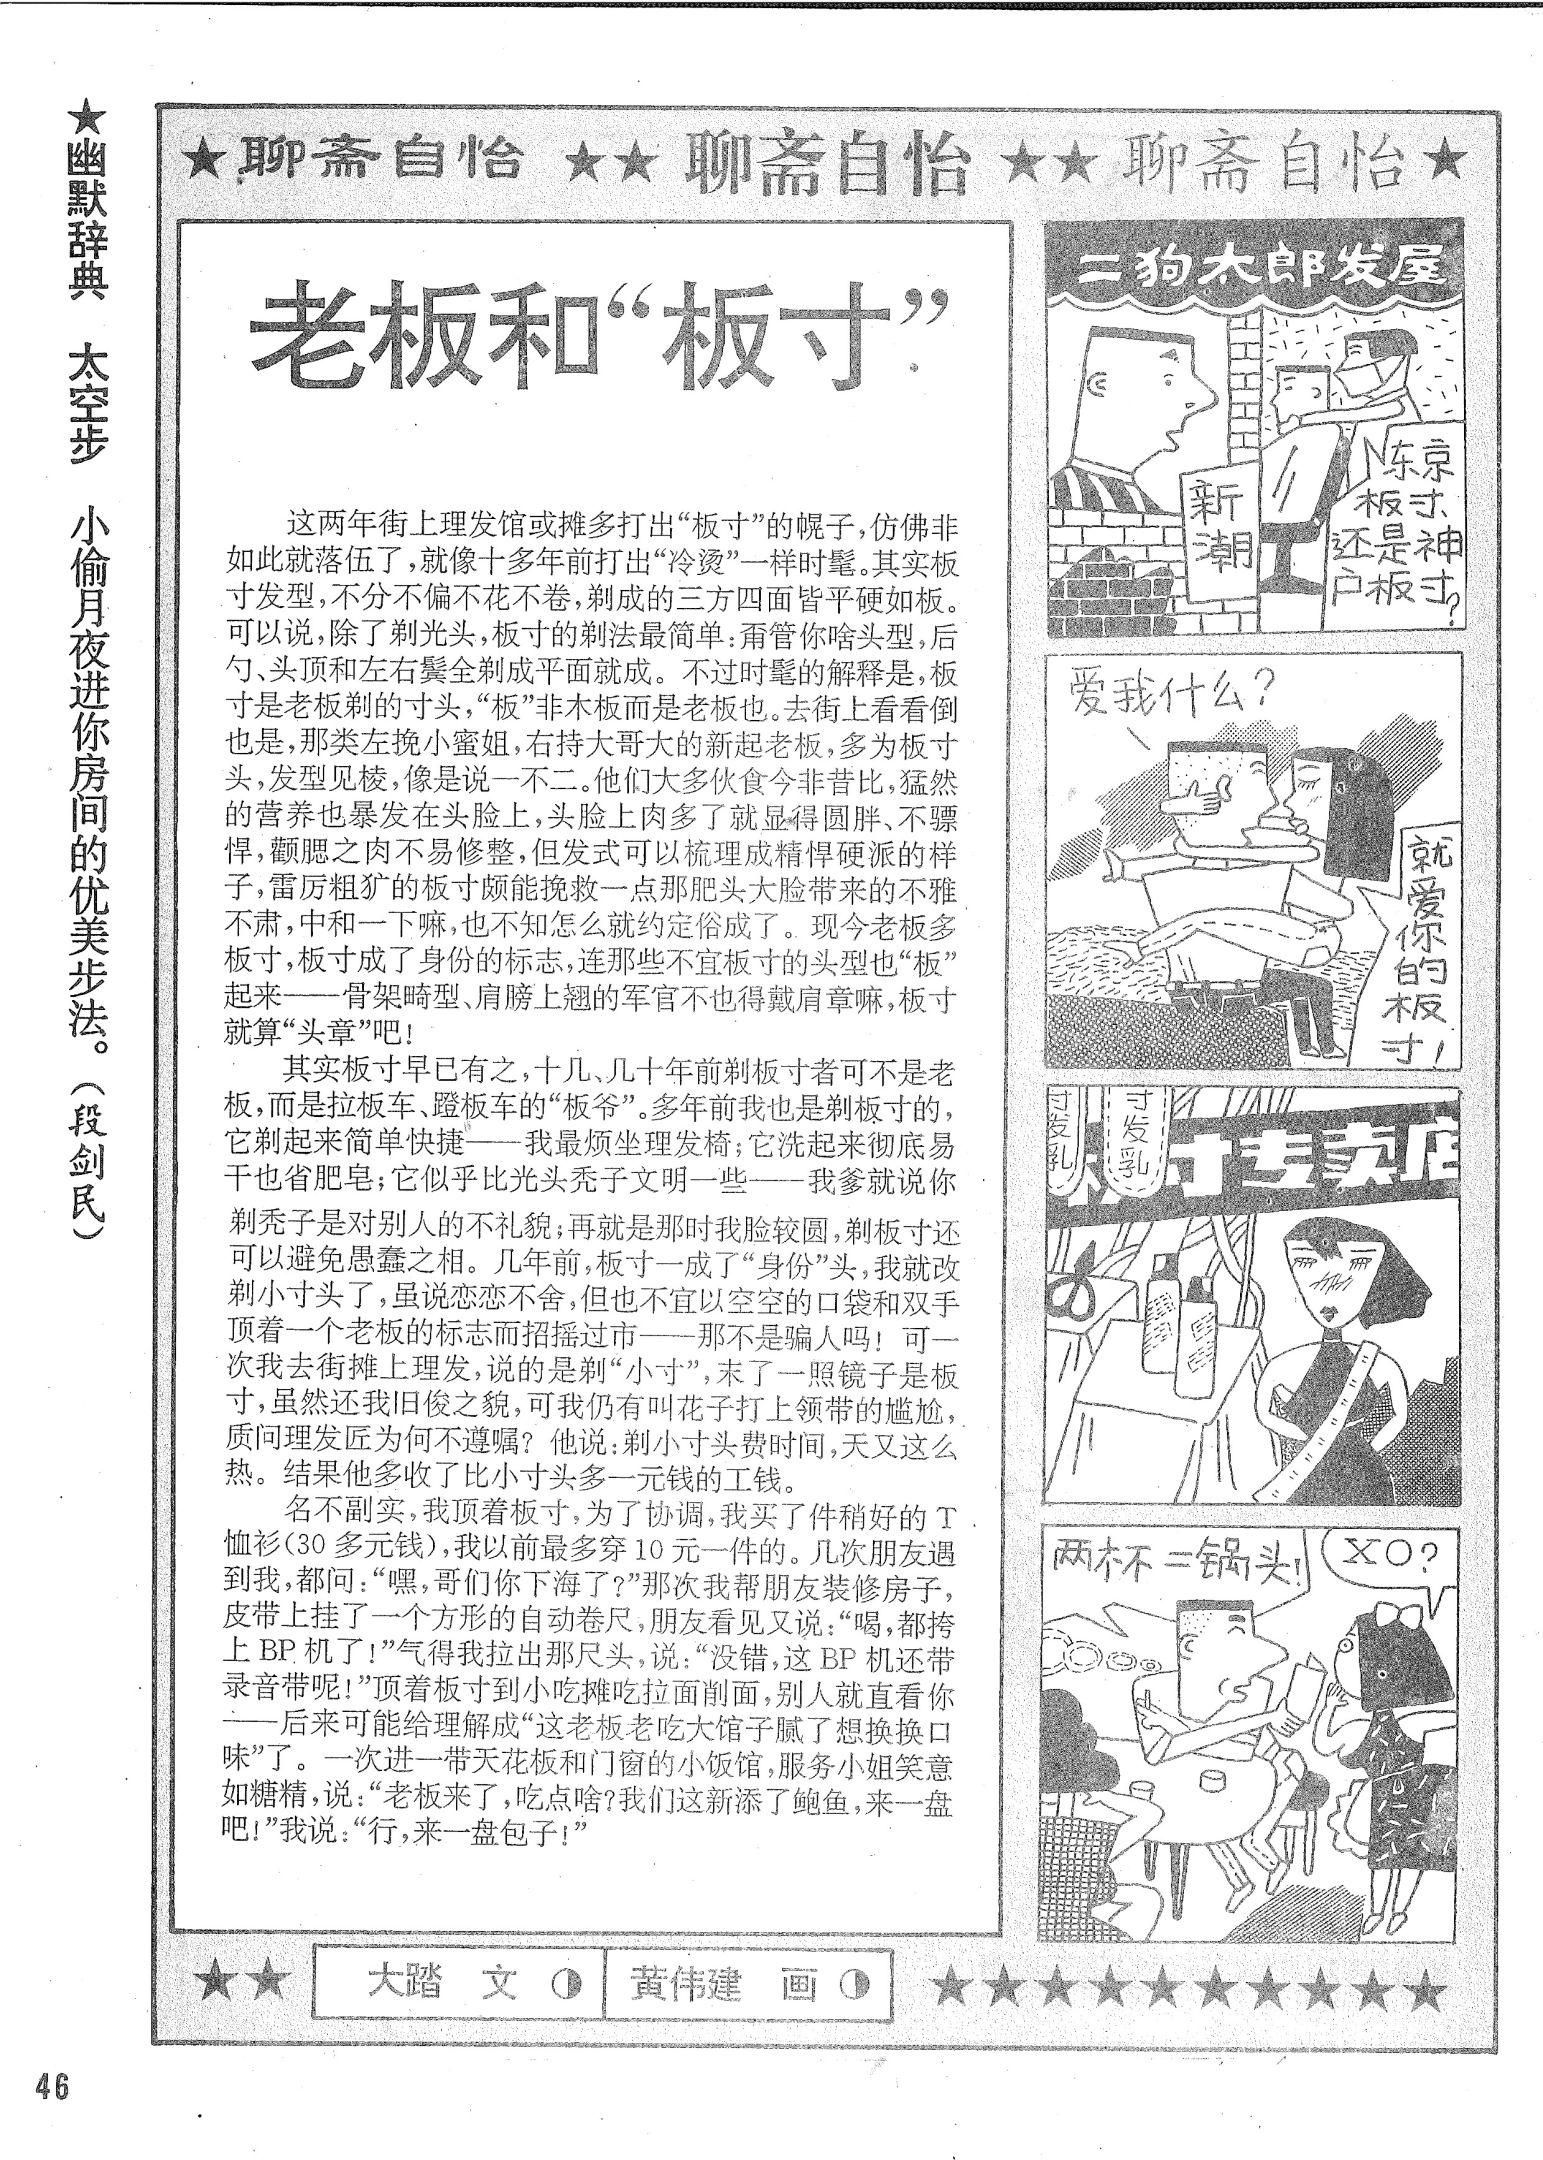 ★幽默辞典 太空步 小偷月夜进你房间的优美步法。(段剑民)
★聊斋自怡 ★★聊斋自怡★★聊斋自怡★
老板和“板寸”
这两年街上理发馆或摊多打出“板寸”的幌子,仿佛非
如此就落伍了,就像十多年前打出“冷烫”一样时髦。其实板
寸发型,不分不偏不花不卷,剃成的三方四面皆平硬如板。
可以说,除了剃光头,板寸的剃法最简单:甭管你啥头型,后
勺、头顶和左右鬓全剃成平面就成。不过时髦的解释是,板
寸是老板剃的寸头,“板”非木板而是老板也。去街上看看倒
也是,那类左挽小蜜姐,右持大哥大的新起老板,多为板寸
头,发型见棱,像是说一不二。他们大多伙食今非昔比,猛然
的营养也暴发在头脸上,头脸上肉多了就显得圆胖、不骠
悍,颧腮之肉不易修整,但发式可以梳理成精悍硬派的样
子,雷厉粗犷的板寸颇能挽救一点那肥头大脸带来的不雅
不肃,中和一下嘛,也不知怎么就约定俗成了。现今老板多
板寸,板寸成了身份的标志,连那些不宜板寸的头型也“板”
起来——骨架畸型、肩膀上翘的军官不也得戴肩章嘛,板寸
就算“头章”吧!
其实板寸早已有之,十几、几十年前剃板寸者可不是老
板,而是拉板车、蹬板车的“板爷”。多年前我也是剃板寸的,
它剃起来简单快捷——我最烦坐理发椅;它洗起来彻底易
干也省肥皂;它似乎比光头秃子文明一些——我爹就说你
剃秃子是对别人的不礼貌;再就是那时我脸较圆,剃板寸还
可以避免愚蠢之相。几年前,板寸一成了“身份”头,我就改
剃小寸头了,虽说恋恋不舍,但也不宜以空空的口袋和双手
顶着一个老板的标志而招摇过市——那不是骗人吗!可一
次我去街摊上理发,说的是剃“小寸”,末了一照镜子是板
寸,虽然还我旧俊之貌,可我仍有叫花子打上领带的尴尬,
质问理发匠为何不遵嘱?他说:剃小寸头费时间,天又这么
热。结果他多收了比小寸头多一元钱的工钱。
名不副实,我顶着板寸,为了协调,我买了件稍好的T
恤衫(30多元钱),我以前最多穿10元一件的。几次朋友遇
到我,都问:“嘿,哥们你下海了?”那次我帮朋友装修房子,
皮带上挂了一个方形的自动卷尺,朋友看见又说:“喝,都挎
上BP机了!”气得我拉出那尺头,说:“没错,这BP机还带
录音带呢!”顶着板寸到小吃摊吃拉面削面,别人就直看你
——后来可能给理解成“这老板老吃大馆子腻了想换换口
味”了。一次进一带天花板和门窗的小饭馆,服务小姐笑意
如糖精,说:“老板来了,吃点啥?我们这新添了鲍鱼,来一盘
吧!”我说:“行,来一盘包子!”
二狗太郎发屋
新潮
东京
板寸、
还是神
户板寸?
爱我什么?
就爱你的板寸!
寸发乳
寸发乳
寸专卖店
两杯二锅头!
XO?
★★ 大踏 文 ◑ 黄伟建 画 ◑ ★★★★★★★★★★
46